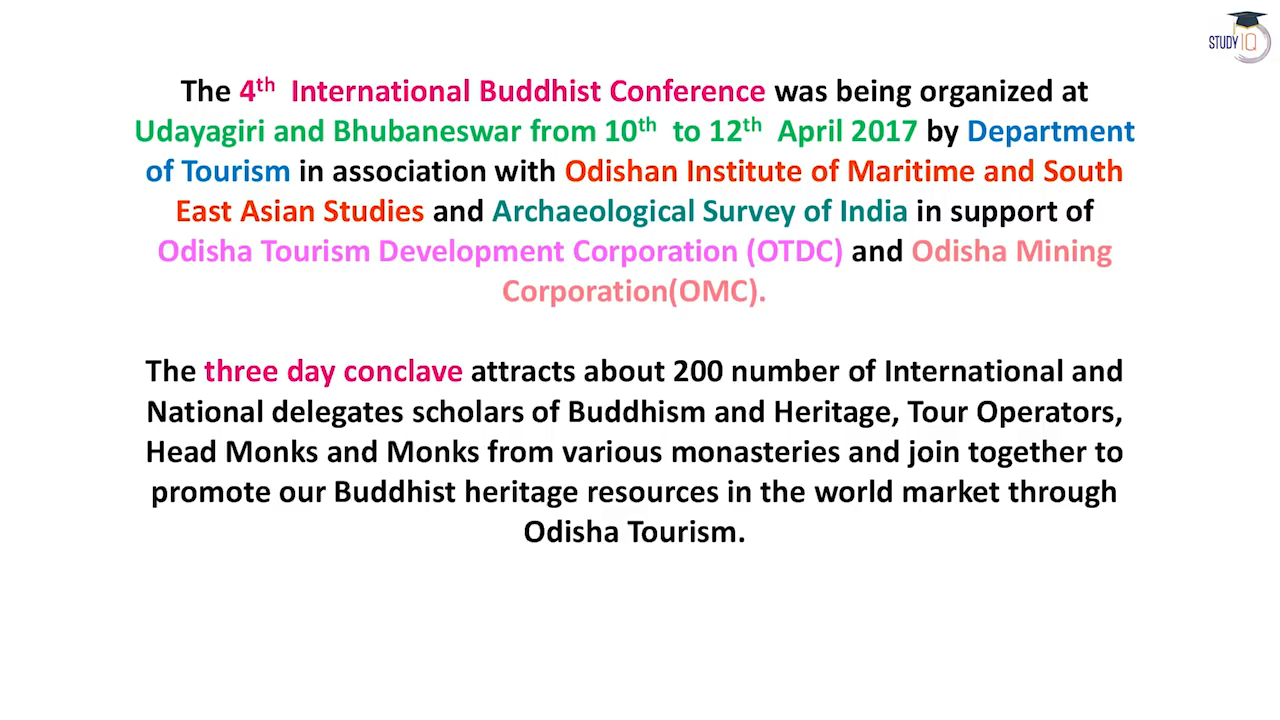 STUDY IQ
The 4th International Buddhist Conference was being organized at
Udayagiri and Bhubaneswar from 10th to 12th April 2017 by Department
of Tourism in association with Odishan Institute of Maritime and South
East Asian Studies and Archaeological Survey of India in support of
Odisha Tourism Development Corporation (OTDC) and Odisha Mining
Corporation(OMC).
The three day conclave attracts about 200 number of International and
National delegates scholars of Buddhism and Heritage, Tour Operators,
Head Monks and Monks from various monasteries and join together to
promote our Buddhist heritage resources in the world market through
Odisha Tourism.